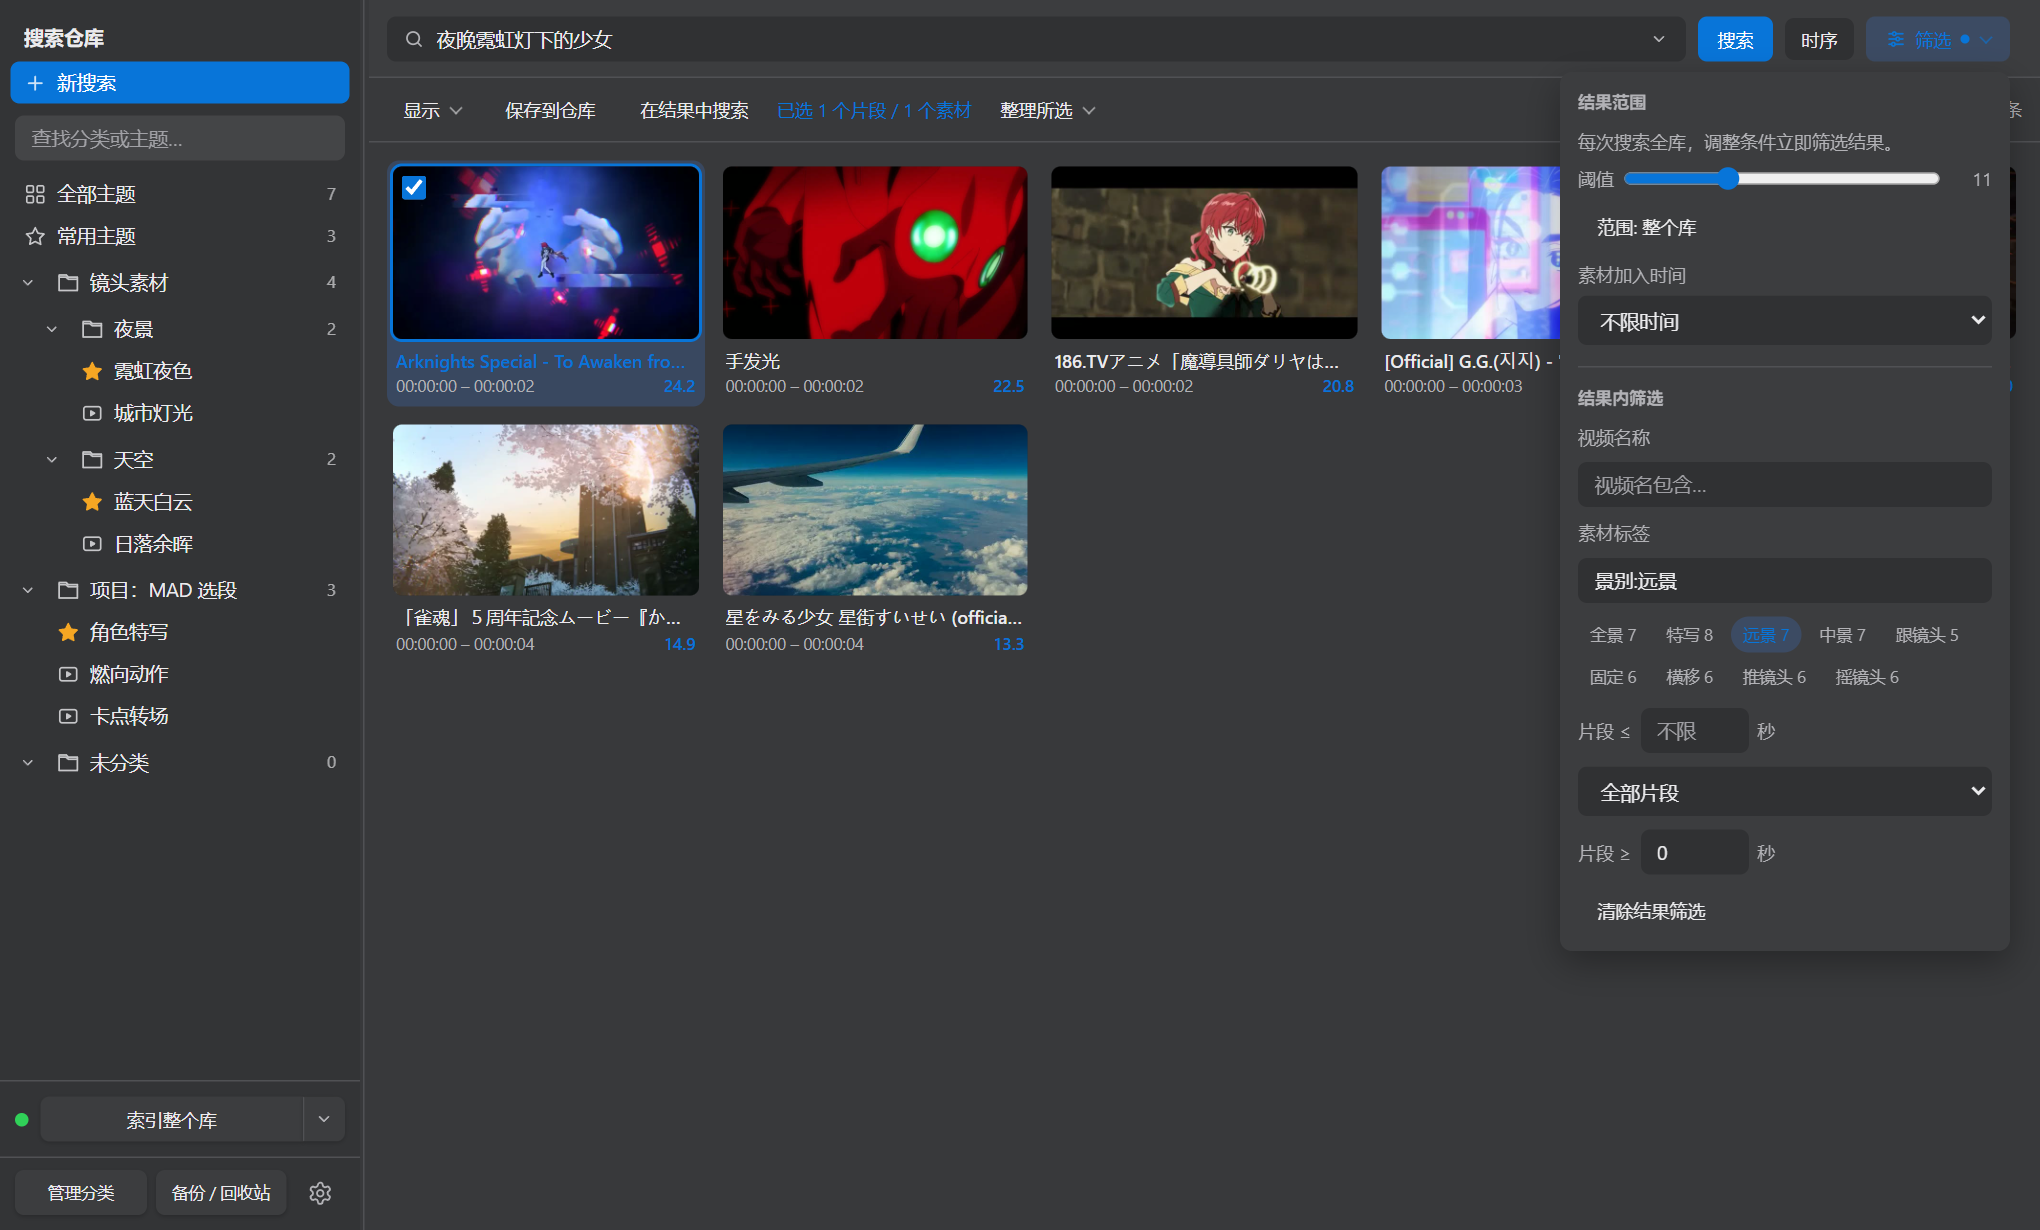 搜索仓库
新搜索
查找分类或主题...
全部主题 7
常用主题 3
镜头素材 4
夜景 2
霓虹夜色
城市灯光
天空 2
蓝天白云
日落余晖
项目：MAD 选段 3
角色特写
燃向动作
卡点转场
未分类 0
索引整个库
管理分类
备份 / 回收站
夜晚霓虹灯下的少女
搜索
时序
筛选
显示
保存到仓库
在结果中搜索
已选 1 个片段 / 1 个素材
整理所选
条
Arknights Special - To Awaken fro...
00:00:00 – 00:00:02 24.2
手发光
00:00:00 – 00:00:02 22.5
186.TVアニメ「魔導具師ダリヤは...
00:00:00 – 00:00:02 20.8
[Official] G.G.(지지) -
00:00:00 – 00:00:03
「雀魂」５周年記念ムービー『か...
00:00:00 – 00:00:04 14.9
星をみる少女 星街すいせい (officia...
00:00:00 – 00:00:04 13.3
结果范围
每次搜索全库，调整条件立即筛选结果。
阈值 11
范围: 整个库
素材加入时间
不限时间
结果内筛选
视频名称
视频名包含...
素材标签
景别:远景
全景 7 特写 8 远景 7 中景 7 跟镜头 5
固定 6 横移 6 推镜头 6 摇镜头 6
片段 ≤ 不限 秒
全部片段
片段 ≥ 0 秒
清除结果筛选